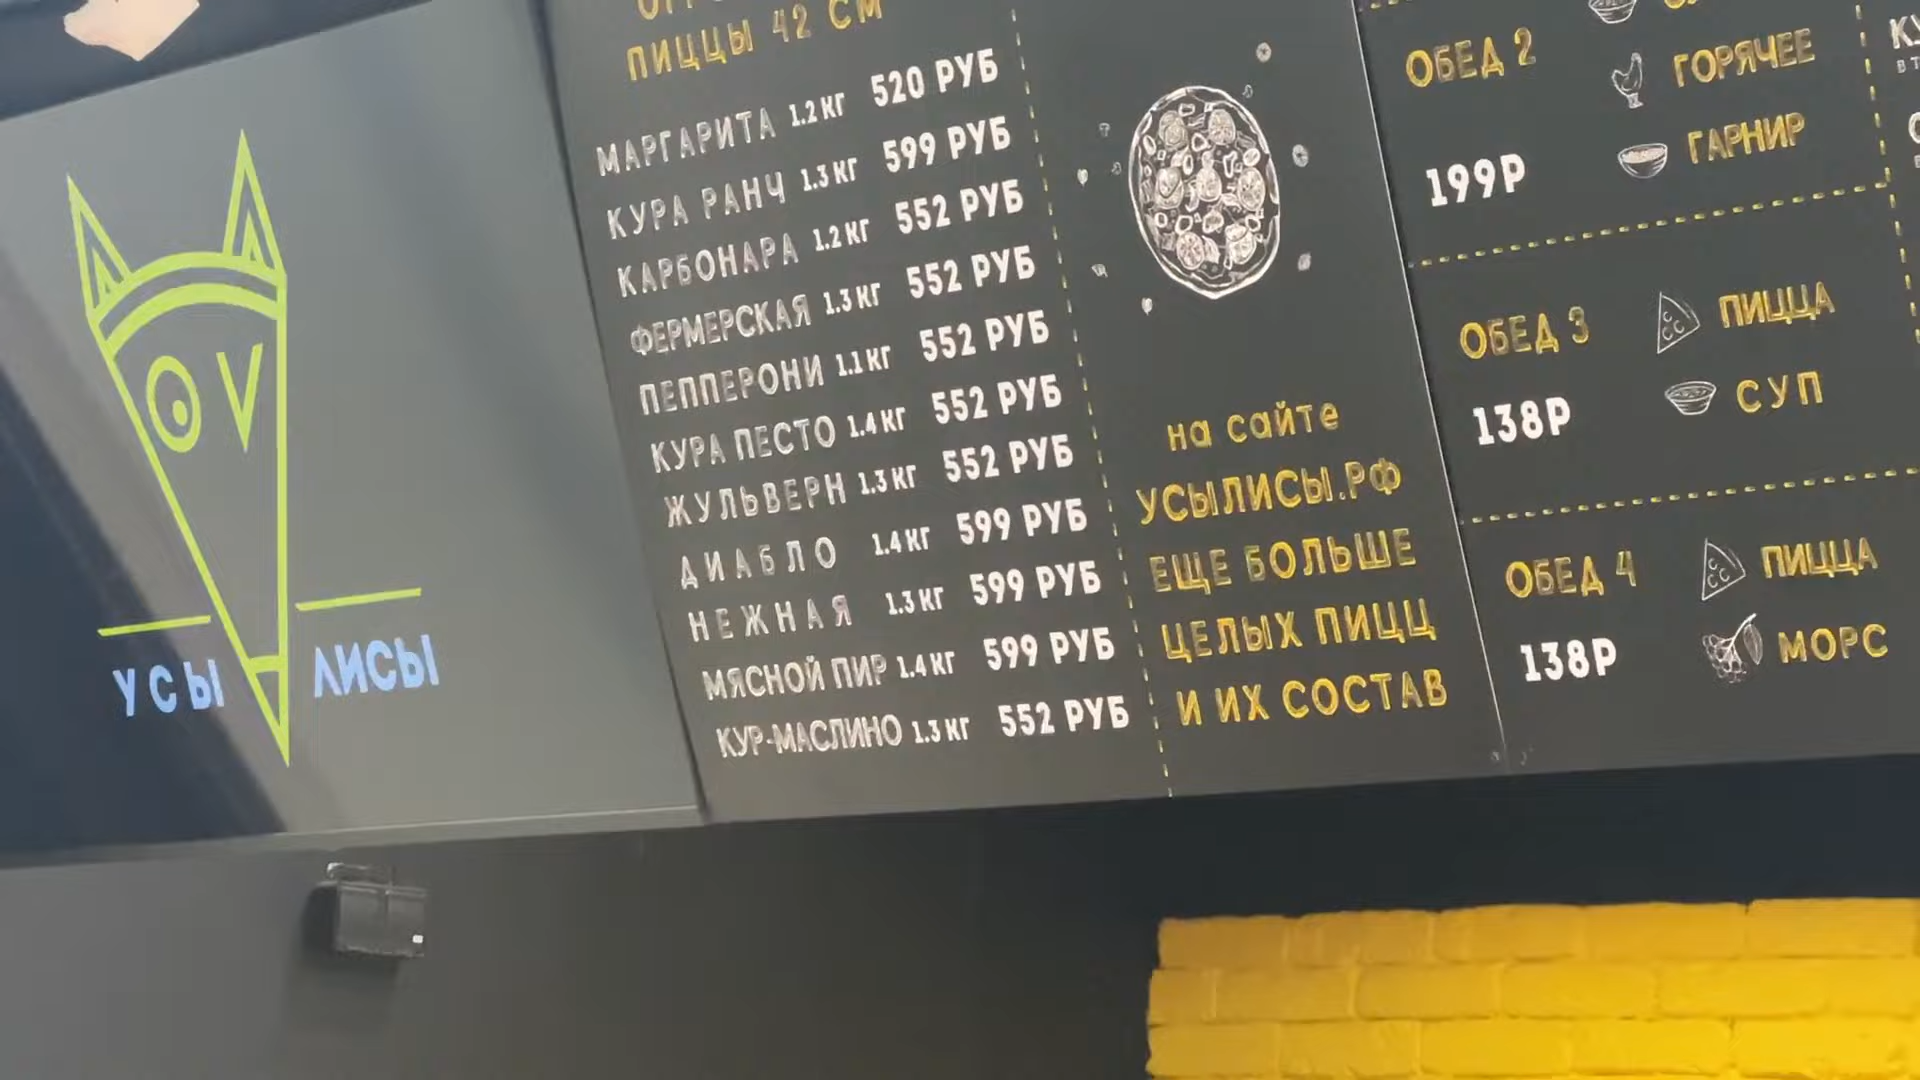 УСЫ ЛИСЫ
ПИЦЦЫ 42 СМ
МАРГАРИТА 1.2 КГ 520 РУБ
КУРА РАНЧ 1.3 КГ 599 РУБ
КАРБОНАРА 1.2 КГ 552 РУБ
ФЕРМЕРСКАЯ 1.3 КГ 552 РУБ
ПЕППЕРОНИ 1.1 КГ 552 РУБ
КУРА ПЕСТО 1.4 КГ 552 РУБ
ЖУЛЬВЕРН 1.3 КГ 552 РУБ
ДИАБЛО 1.4 КГ 599 РУБ
НЕЖНАЯ 1.3 КГ 599 РУБ
МЯСНОЙ ПИР 1.4 КГ 599 РУБ
КУР-МАСЛИНО 1.3 КГ 552 РУБ
на сайте
УСЫЛИСЫ.РФ
ЕЩЕ БОЛЬШЕ
ЦЕЛЫХ ПИЦЦ
И ИХ СОСТАВ
ОБЕД 2
ГОРЯЧЕЕ
ГАРНИР
199Р
ОБЕД 3
ПИЦЦА
СУП
138Р
ОБЕД 4
ПИЦЦА
МОРС
138Р